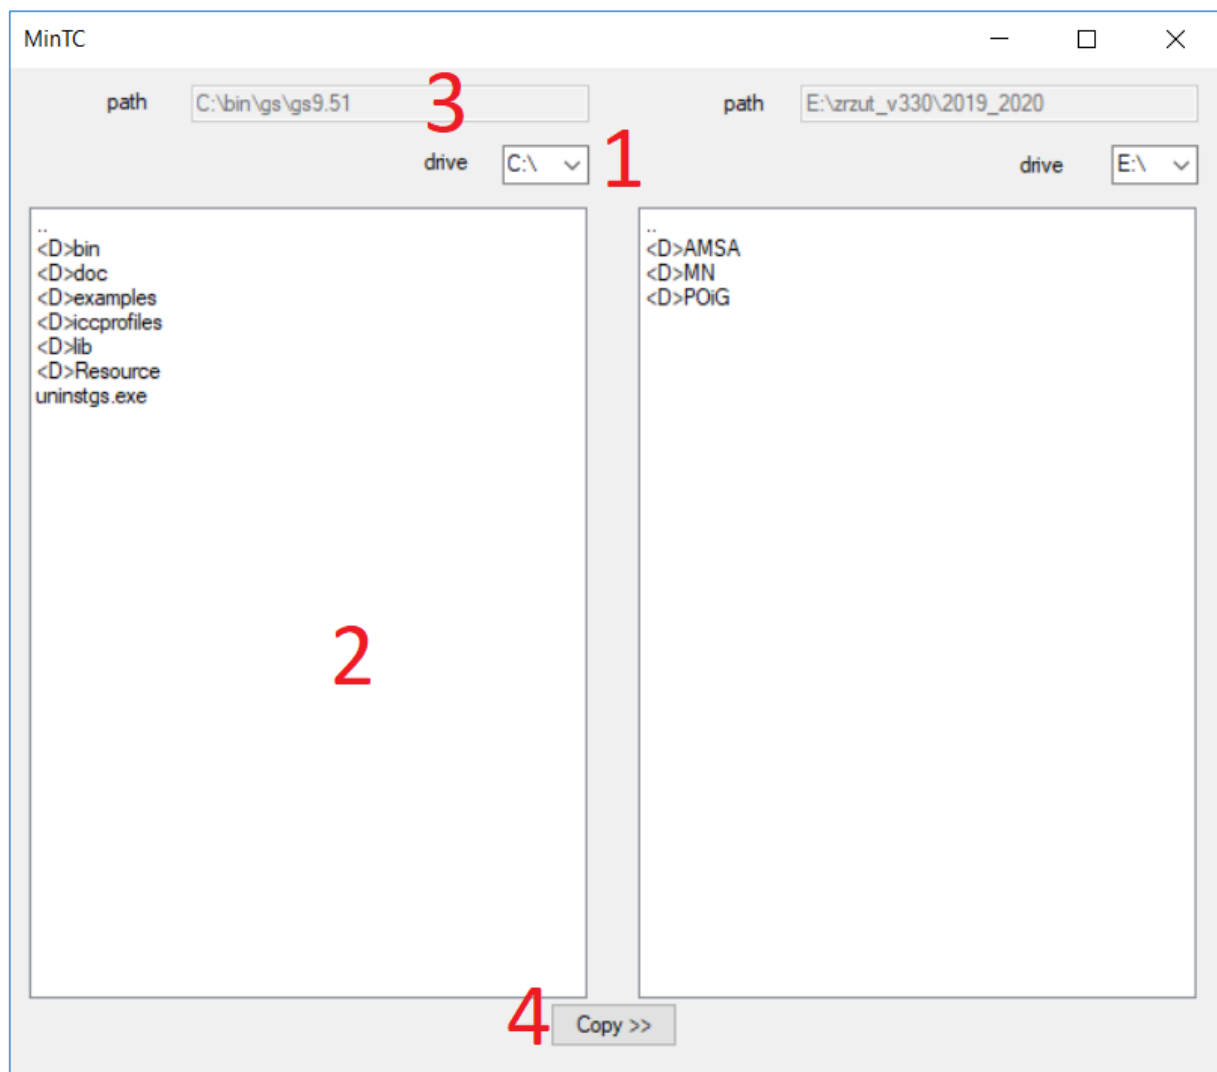 MinTC
path
C:\bin\gs\gs9.51
3
path
E:\zrzut_v330\2019_2020
drive
C:\
1
drive
E:\
..
<D>bin
<D>doc
<D>examples
<D>iccprofiles
<D>lib
<D>Resource
uninstgs.exe
2
..
<D>AMSA
<D>MN
<D>POiG
4
Copy >>